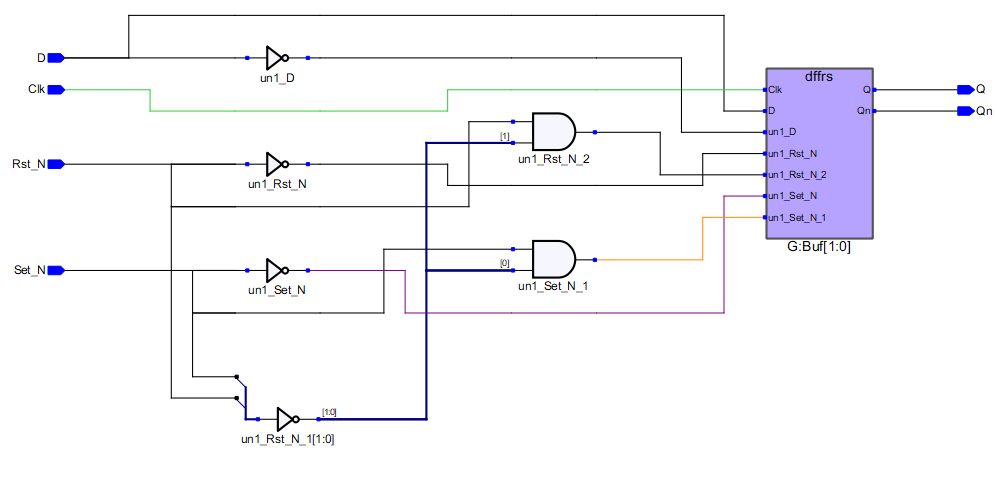 dffrs
D
un1_D
Clk
Clk
Q
Q
D
Qn
Qn
un1_D
[1]
un1_Rst_N_2
un1_Rst_N
Rst_N
un1_Rst_N
un1_Rst_N_2
un1_Set_N
un1_Set_N_1
G:Buf[1:0]
Set_N
un1_Set_N
[0]
un1_Set_N_1
[1:0]
un1_Rst_N_1[1:0]